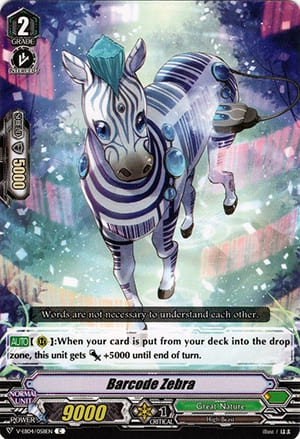 2
GRADE
INTERCEPT
SHIELD
5000
Words are not necessary to understand each other.
AUTO [ ]:When your card is put from your deck into the drop
zone, this unit gets +5000 until end of turn.
Barcode Zebra
NORMAL
UNIT
Great Nature
High Beast
POWER
9000
1
CRITICAL
V-EB04/058EN C